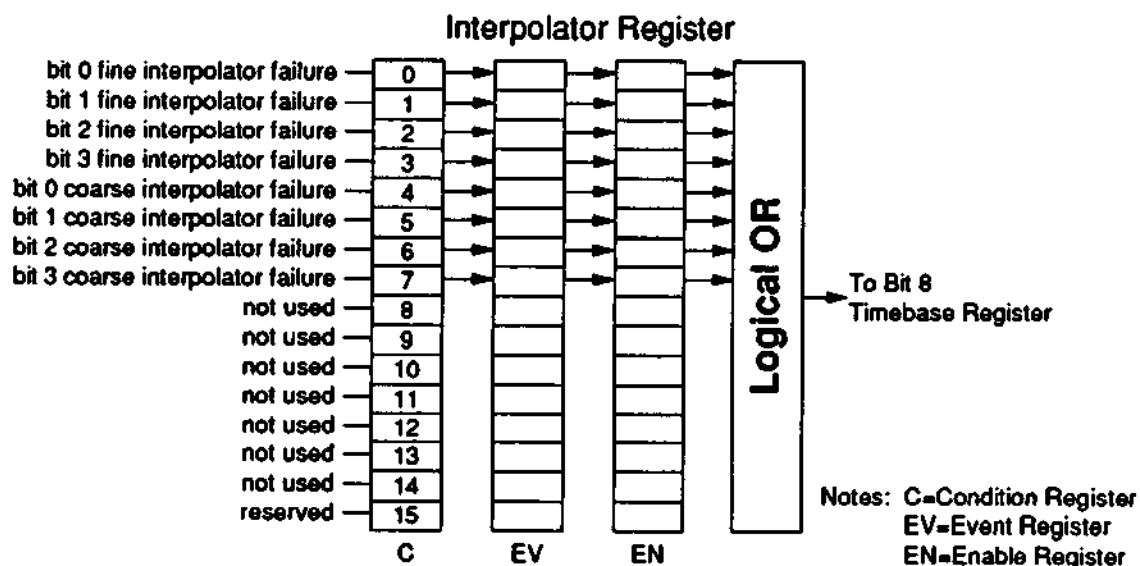 Interpolator Register
bit 0 fine interpolator failure 0
bit 1 fine interpolator failure 1
bit 2 fine interpolator failure 2
bit 3 fine interpolator failure 3
bit 0 coarse interpolator failure 4
bit 1 coarse interpolator failure 5
bit 2 coarse interpolator failure 6
bit 3 coarse interpolator failure 7
not used 8
not used 9
not used 10
not used 11
not used 12
not used 13
not used 14
reserved 15
C EV EN
Logical OR
To Bit 8
Timebase Register
Notes: C=Condition Register
EV=Event Register
EN=Enable Register